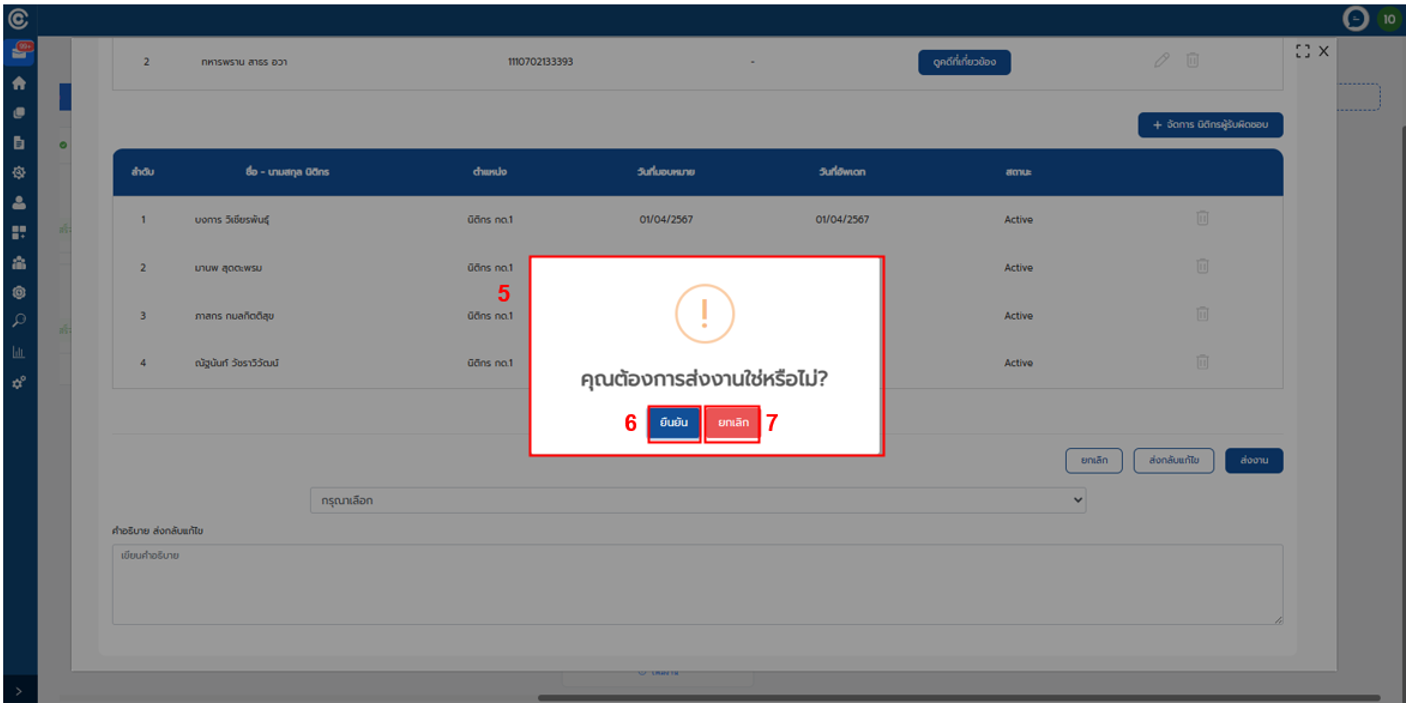 99+
10
2 ทหารพราน สาธร อวา 1110702133393 - ดูคดีที่เกี่ยวข้อง
X
+ จัดการ นิติกรผู้รับผิดชอบ
ลำดับ ชื่อ - นามสกุล นิติกร ตำแหน่ง วันที่มอบหมาย วันที่อัพเดท สถานะ
1 บงการ วิเชียรพันธุ์ นิติกร กต.1 01/04/2567 01/04/2567 Active
2 มานพ สุดตะพรม นิติกร กต.1 Active
5
3 ภาสกร กมลกิตติสุข นิติกร กต.1 Active
4 ณัฐนันท์ วัชราวิวัฒน์ นิติกร กต.1 Active
คุณต้องการส่งงานใช่หรือไม่?
6 ยืนยัน ยกเลิก 7
ยกเลิก ส่งกลับแก้ไข ส่งงาน
กรุณาเลือก
คำอธิบาย ส่งกลับแก้ไข
เขียนคำอธิบาย